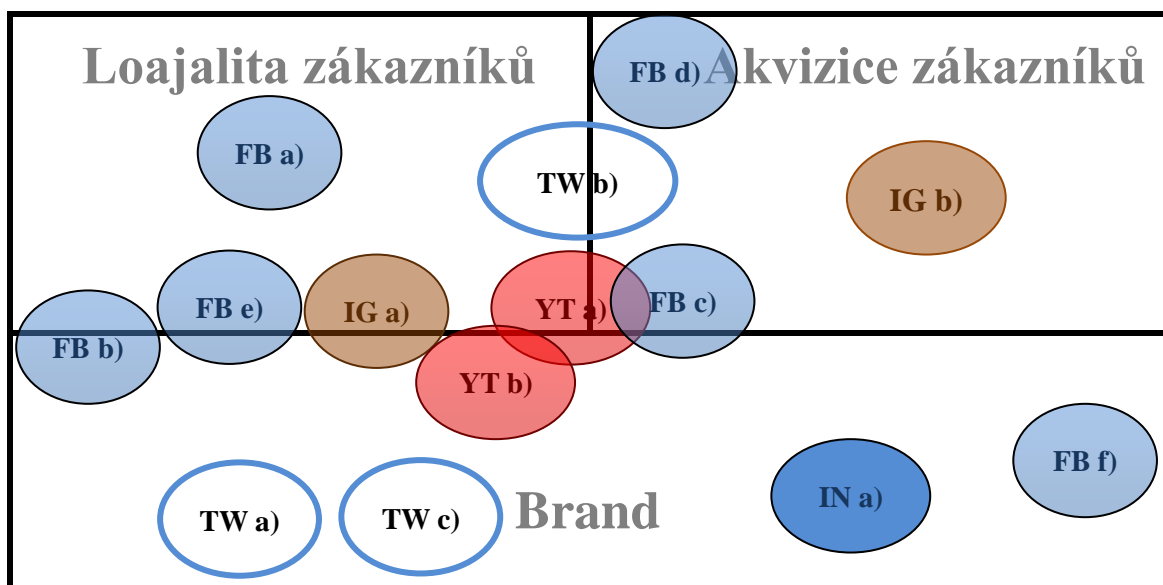 Loajalita zákazníků
Akvizice zákazníků
FB d)
FB a)
TW b)
IG b)
FB e)
IG a)
YT a)
FB c)
FB b)
YT b)
FB f)
IN a)
TW a)
TW c)
Brand